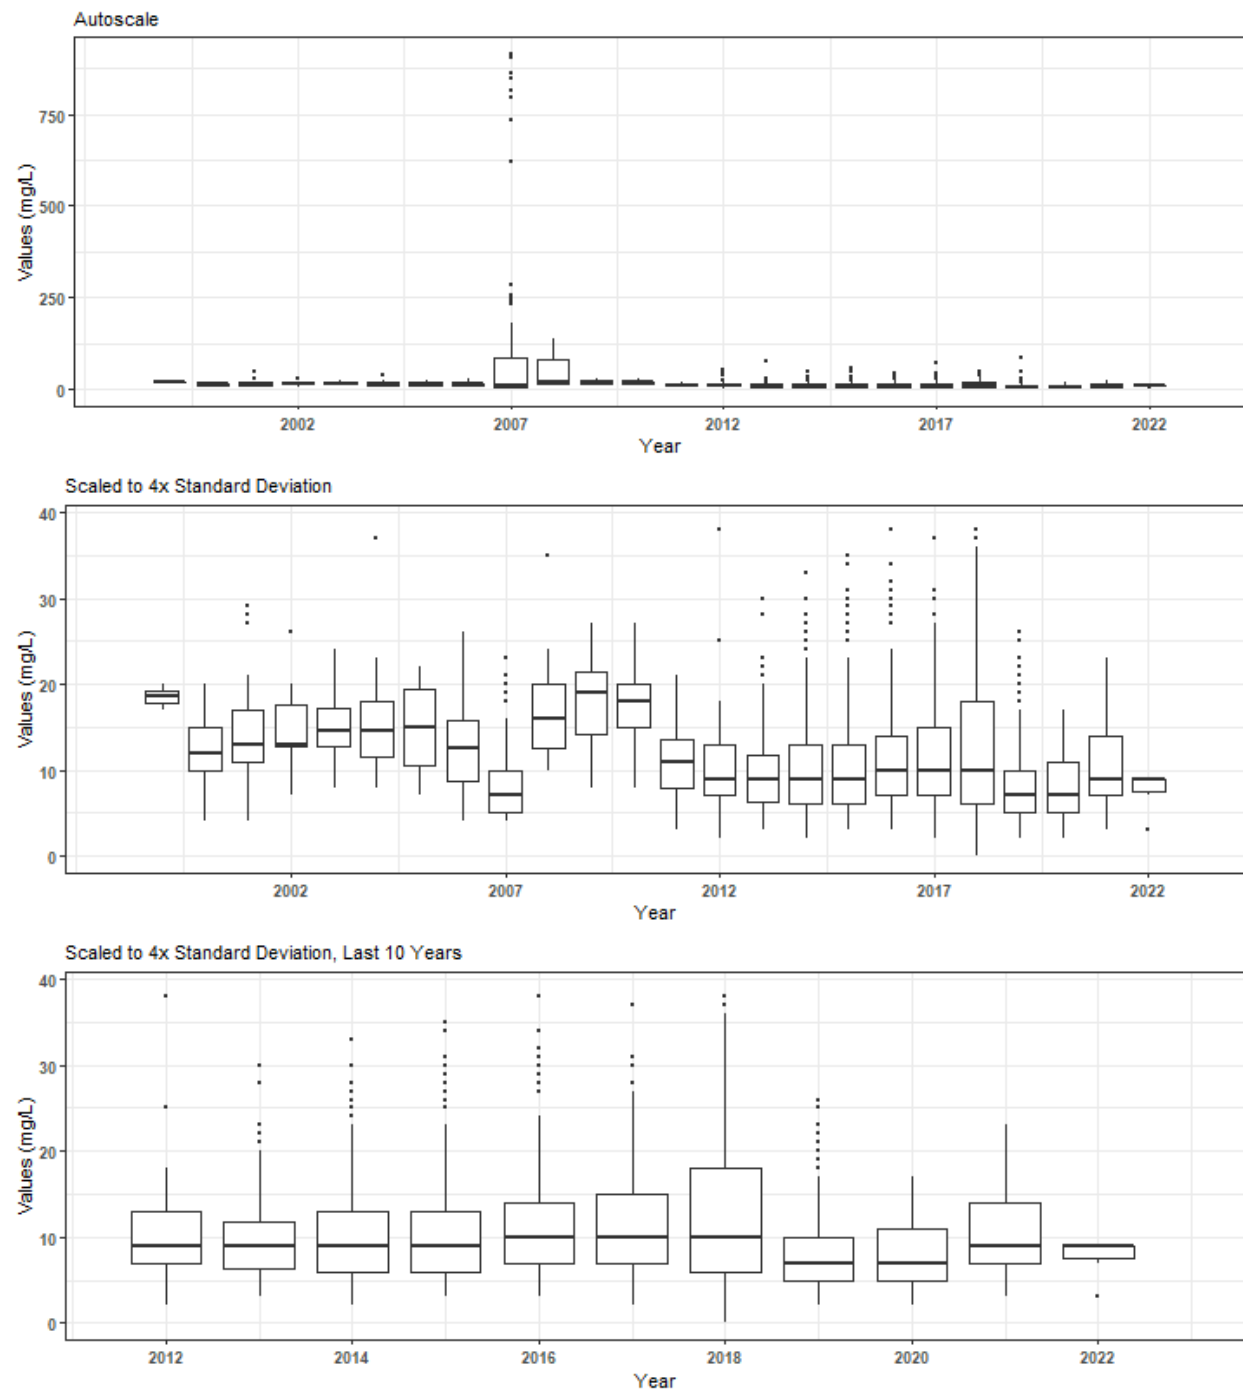 Autoscale
750
500
250
0
Values (mg/L)
2002 2007 2012 2017 2022
Year
Scaled to 4x Standard Deviation
40
30
20
10
0
Values (mg/L)
2002 2007 2012 2017 2022
Year
Scaled to 4x Standard Deviation, Last 10 Years
40
30
20
10
0
Values (mg/L)
2012 2014 2016 2018 2020 2022
Year